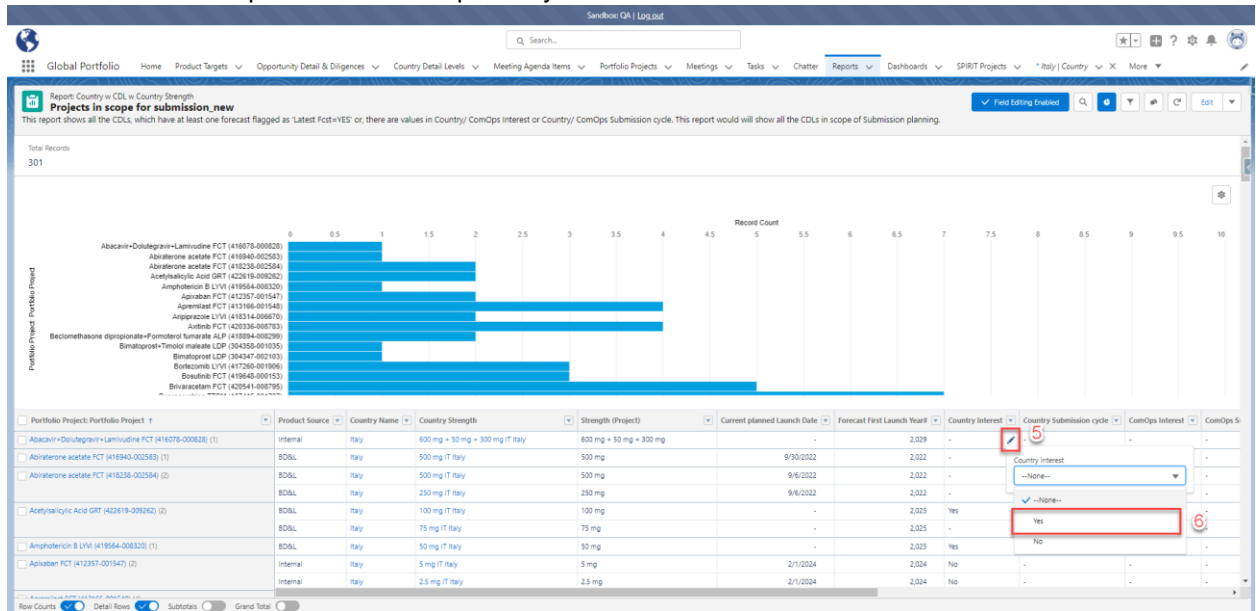 Sandbox: QA | Log out
Search...
Global Portfolio Home Product Targets Opportunity Detail & Diligences Country Detail Levels Meeting Agenda Items Portfolio Projects Meetings Tasks Chatter Reports Dashboards SPIRIT Projects * Italy | Country More
Report: Country w CDL w Country Strength
Projects in scope for submission_new
Field Editing Enabled Edit
This report shows all the CDLs, which have at least one forecast flagged as 'Latest Fcst=YES' or, there are values in Country/ ComOps Interest or Country/ ComOps Submission cycle. This report would will show all the CDLs in scope of Submission planning.
Total Records
301
Record Count
0 0.5 1 1.5 2 2.5 3 3.5 4 4.5 5 5.5 6 6.5 7 7.5 8 8.5 9 9.5 10
Portfolio Project: Portfolio Project
Abacavir+Dolutegravir+Lamivudine FCT (416078-000828)
Abiraterone acetate FCT (416940-002583)
Abiraterone acetate FCT (418238-002584)
Acetylsalicylic Acid GRT (422619-009262)
Amphotericin B LYVI (419564-008320)
Apixaban FCT (412357-001547)
Apremilast FCT (413166-001548)
Aripiprazole LYVI (418314-006670)
Axitinib FCT (420336-008783)
Beclomethasone dipropionate+Formoterol fumarate ALP (418894-008299)
Bimatoprost+Timolol maleate LDP (304358-001035)
Bimatoprost LDP (304347-002103)
Bortezomib LYVI (417260-001906)
Bosutinib FCT (419648-000153)
Brivaracetam FCT (420541-008795)
Portfolio Project: Portfolio Project ↑ Product Source Country Name Country Strength Strength (Project) Current planned Launch Date Forecast First Launch Year# Country Interest Country Submission cycle ComOps Interest ComOps S
Abacavir+Dolutegravir+Lamivudine FCT (416078-000828) (1) Internal Italy 600 mg + 50 mg + 300 mg IT Italy 600 mg + 50 mg + 300 mg - 2,029 - -
5
Abiraterone acetate FCT (416940-002583) (1) BD&L Italy 500 mg IT Italy 500 mg 9/30/2022 2,022 - -
Country Interest
--None--
Abiraterone acetate FCT (418238-002584) (2) BD&L Italy 500 mg IT Italy 500 mg 9/6/2022 2,022 - -
BD&L Italy 250 mg IT Italy 250 mg 9/6/2022 2,022 - -
--None--
Acetylsalicylic Acid GRT (422619-009262) (2) BD&L Italy 100 mg IT Italy 100 mg - 2,025 Yes -
Yes
6
BD&L Italy 75 mg IT Italy 75 mg - 2,025 - -
No
Amphotericin B LYVI (419564-008320) (1) BD&L Italy 50 mg IT Italy 50 mg - 2,025 Yes -
Apixaban FCT (412357-001547) (2) Internal Italy 5 mg IT Italy 5 mg 2/1/2024 2,024 No - - -
Internal Italy 2.5 mg IT Italy 2.5 mg 2/1/2024 2,024 No - - -
Row Counts Detail Rows Subtotals Grand Total